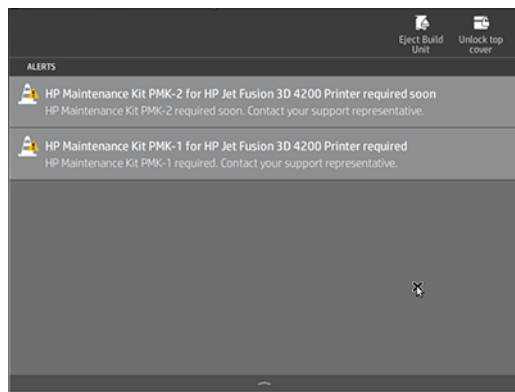 Eject Build
Unit
Unlock top
cover
ALERTS
HP Maintenance Kit PMK-2 for HP Jet Fusion 3D 4200 Printer required soon
HP Maintenance Kit PMK-2 required soon. Contact your support representative.
HP Maintenance Kit PMK-1 for HP Jet Fusion 3D 4200 Printer required
HP Maintenance Kit PMK-1 required. Contact your support representative.